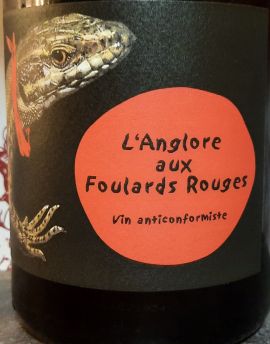 L'Anglore
aux
Foulards Rouges
Vin anticonformiste